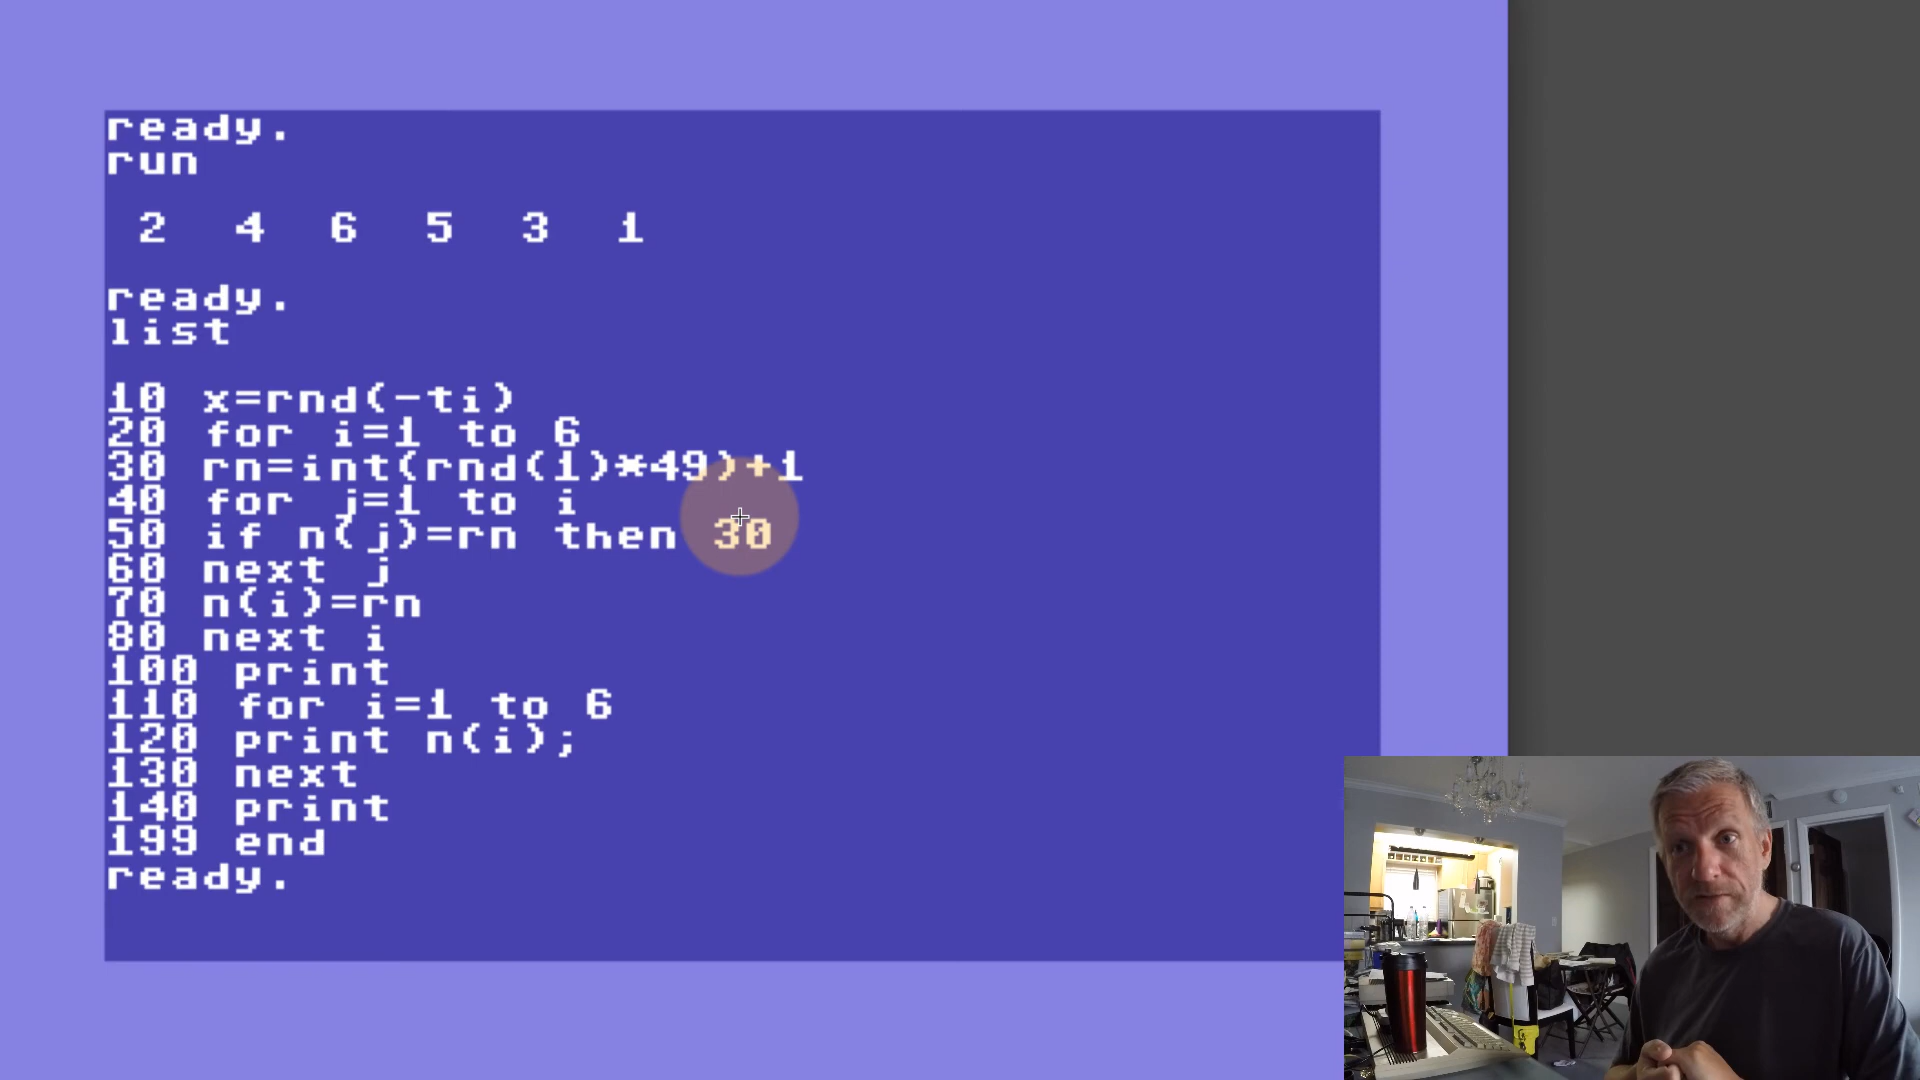 ready.
run
2 4 6 5 3 1
ready.
list
10 x=rnd(-ti)
20 for i=1 to 6
30 rn=int(rnd(1)*49)+1
40 for j=1 to i
50 if n(j)=rn then 30
60 next j
70 n(i)=rn
80 next i
100 print
110 for i=1 to 6
120 print n(i);
130 next
140 print
199 end
ready.